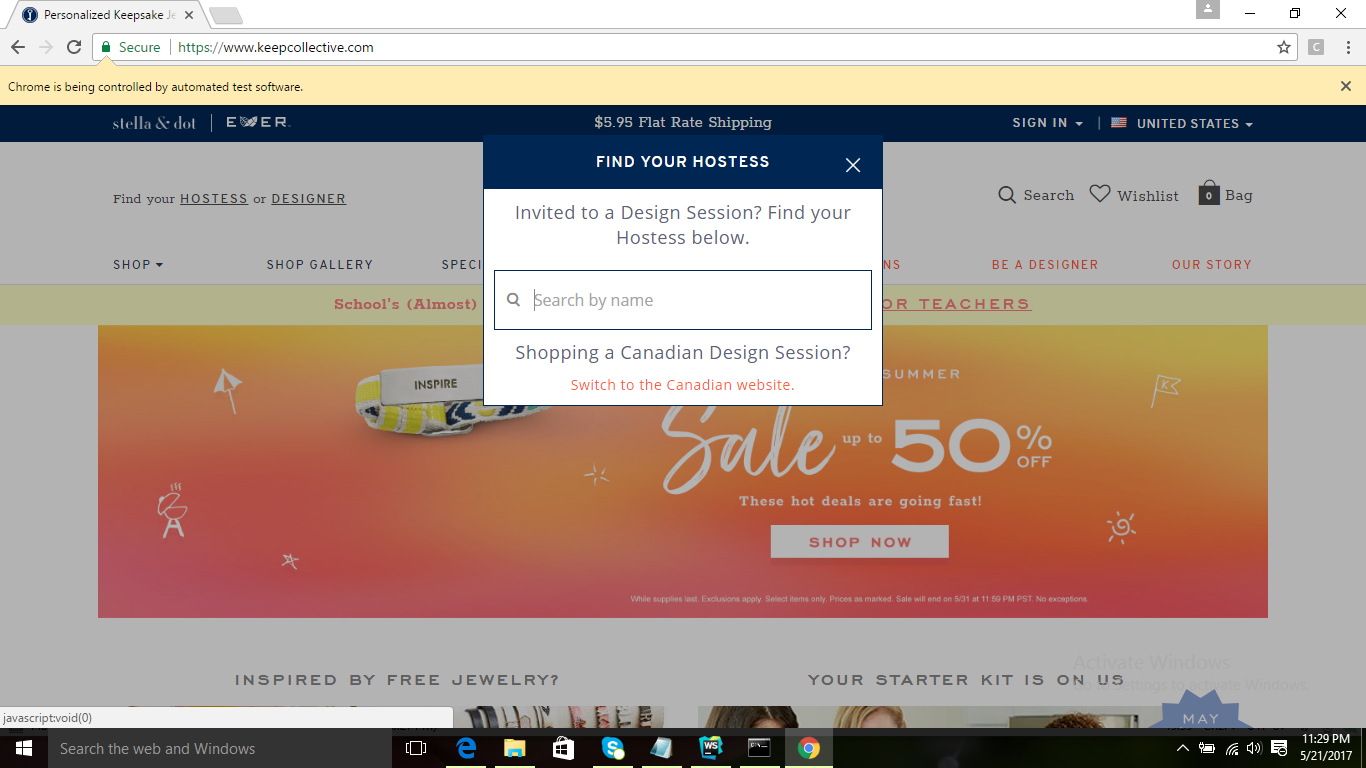 Personalized Keepsake Je
Secure https://www.keepcollective.com
C
Chrome is being controlled by automated test software.
stella & dot
$5.95 Flat Rate Shipping
SIGN IN
UNITED STATES
FIND YOUR HOSTESS
Find your HOSTESS or DESIGNER
Search
Wishlist
0
Bag
Invited to a Design Session? Find your
Hostess below.
SHOP
SHOP GALLERY
SPECI
NS
BE A DESIGNER
OUR STORY
Search by name
School's (Almost)
OR TEACHERS
Shopping a Canadian Design Session?
Switch to the Canadian website.
INSPIRE
SUMMER
Sale up to 50% OFF
These hot deals are going fast!
SHOP NOW
While supplies last. Exclusions apply. Select items only. Prices as marked. Sale will end on 5/31 at 11:59 PM PST. No exceptions.
INSPIRED BY FREE JEWELRY?
YOUR STARTER KIT IS ON US
Activate Windows
Settings to activate Windows.
MAY
javascript:void(0)
Search the web and Windows
WS
11:29 PM
5/21/2017